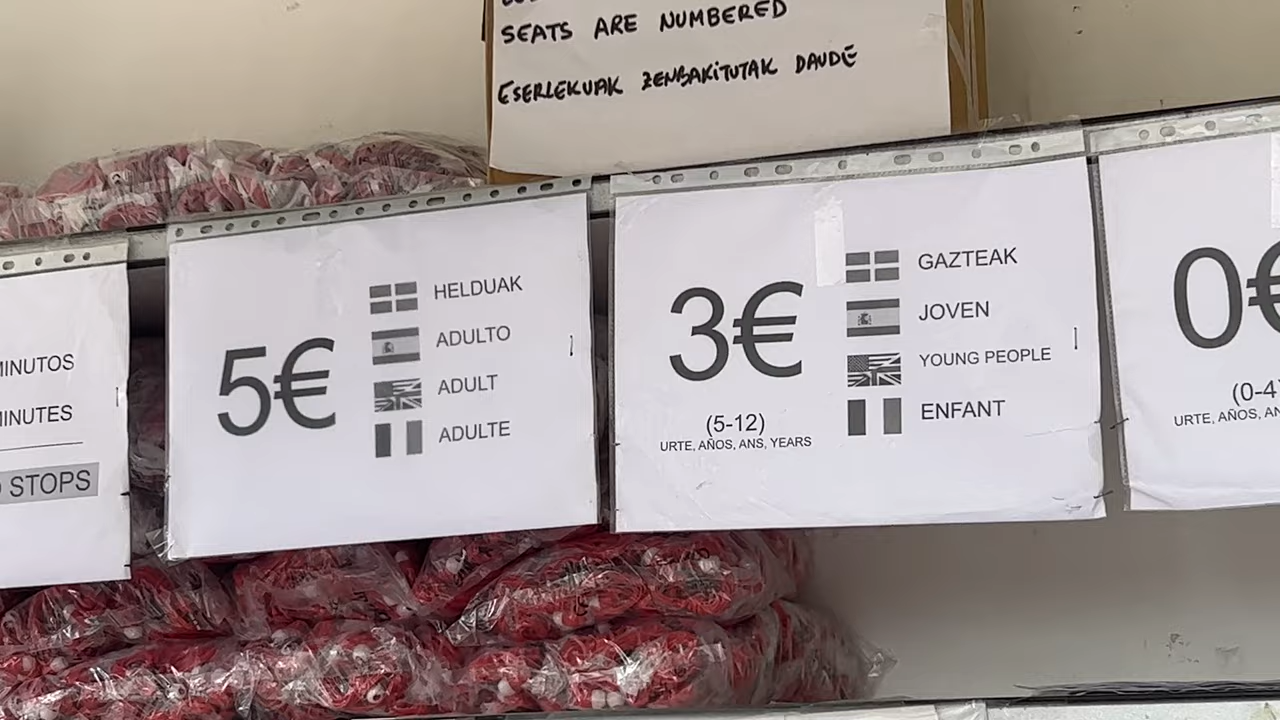 SEATS ARE NUMBERED
ESERLEKUAK ZENBAKITUTAK DAUDE
MINUTOS
MINUTES
STOPS
5€
HELDUAK
ADULTO
ADULT
ADULTE
3€
(5-12)
URTE, AÑOS, ANS, YEARS
GAZTEAK
JOVEN
YOUNG PEOPLE
ENFANT
0€
(0-4
URTE, AÑOS, AN